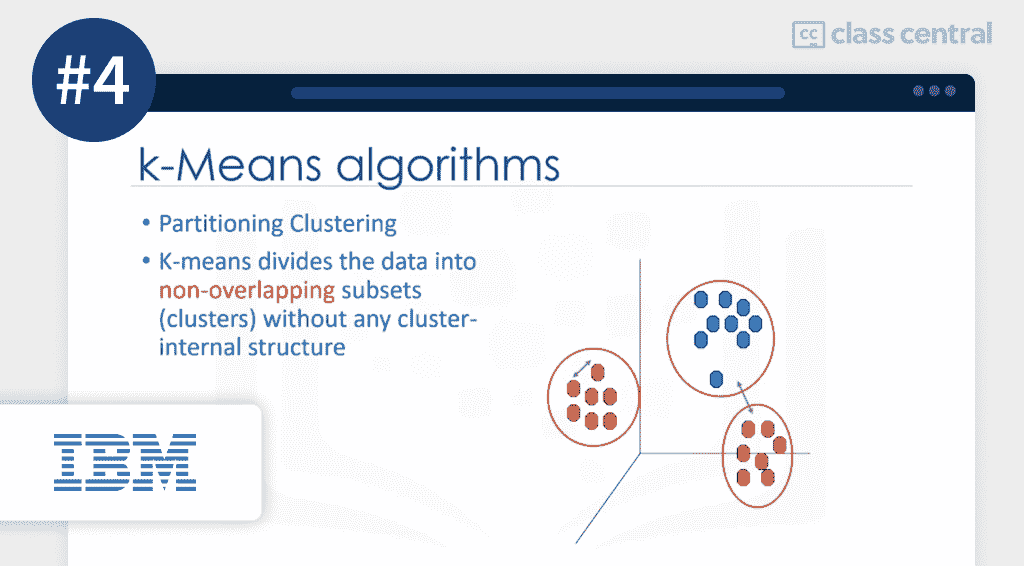 #4
cc class central
k-Means algorithms
• Partitioning Clustering
• K-means divides the data into
non-overlapping subsets
(clusters) without any cluster-
internal structure
IBM